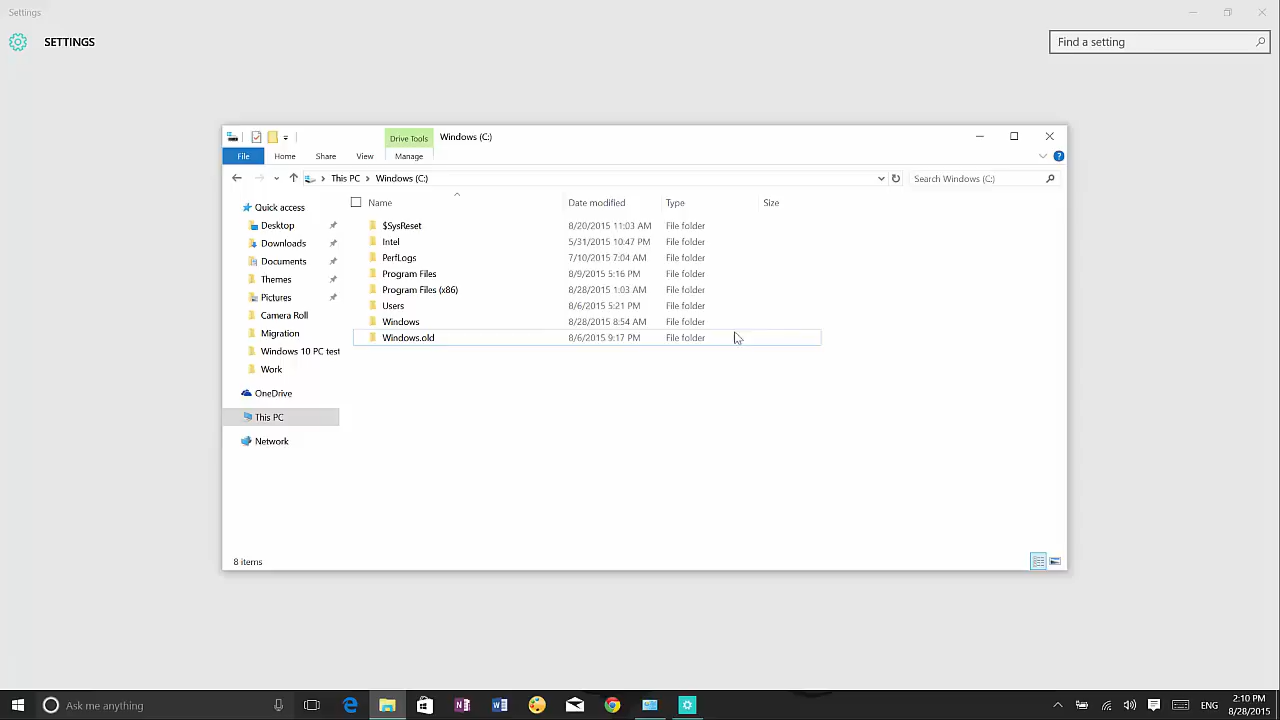 Settings
SETTINGS
Find a setting
Drive Tools
Windows (C:)
File Home Share View Manage
This PC > Windows (C:)
Search Windows (C:)
Name Date modified Type Size
Quick access
Desktop
Downloads
Documents
Themes
Pictures
Camera Roll
Migration
Windows 10 PC test
Work
OneDrive
This PC
Network
$SysReset 8/20/2015 11:03 AM File folder
Intel 5/31/2015 10:47 PM File folder
PerfLogs 7/10/2015 7:04 AM File folder
Program Files 8/9/2015 5:16 PM File folder
Program Files (x86) 8/28/2015 1:03 AM File folder
Users 8/6/2015 5:21 PM File folder
Windows 8/28/2015 8:54 AM File folder
Windows.old 8/6/2015 9:17 PM File folder
8 items
Ask me anything
ENG
2:10 PM
8/28/2015